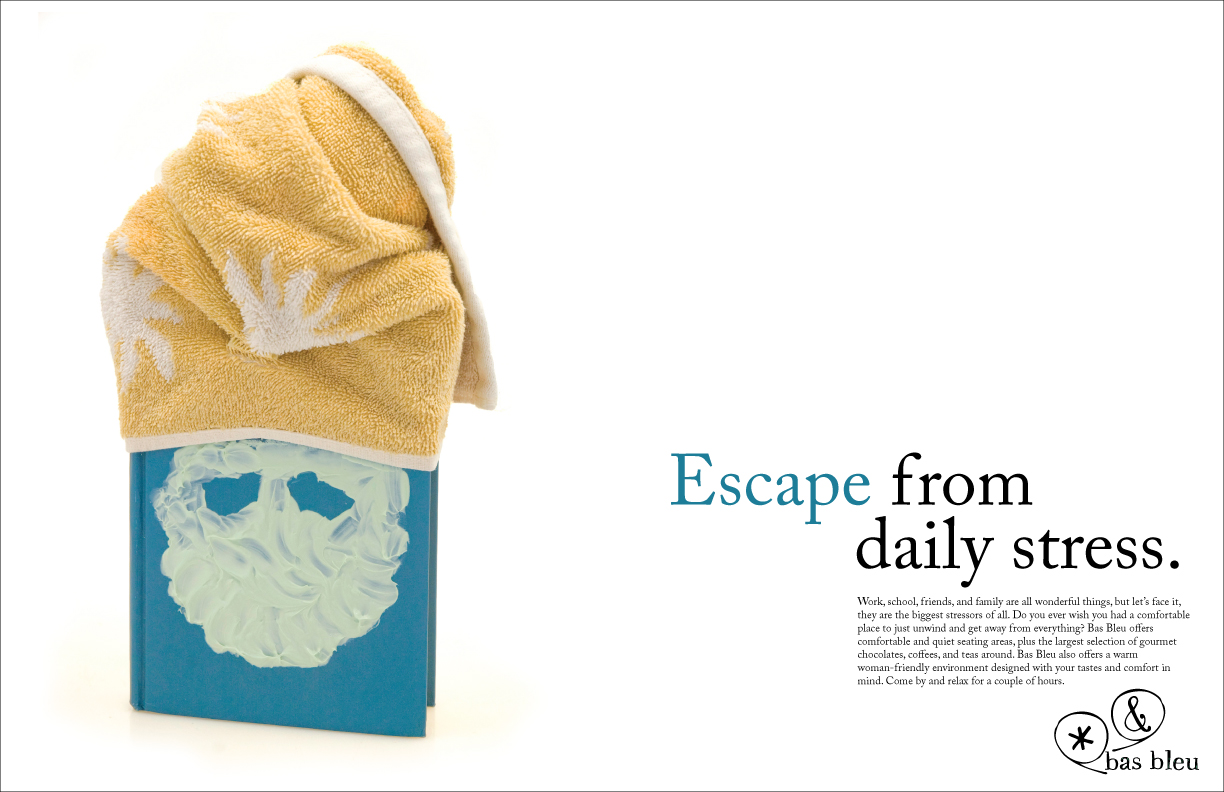 Escape from
daily stress.
Work, school, friends, and family are all wonderful things, but let's face it,
they are the biggest stressors of all. Do you ever wish you had a comfortable
place to just unwind and get away from everything? Bas Bleu offers
comfortable and quiet seating areas, plus the largest selection of gourmet
chocolates, coffees, and teas around. Bas Bleu also offers a warm
woman-friendly environment designed with your tastes and comfort in
mind. Come by and relax for a couple of hours.
&
*
bas bleu